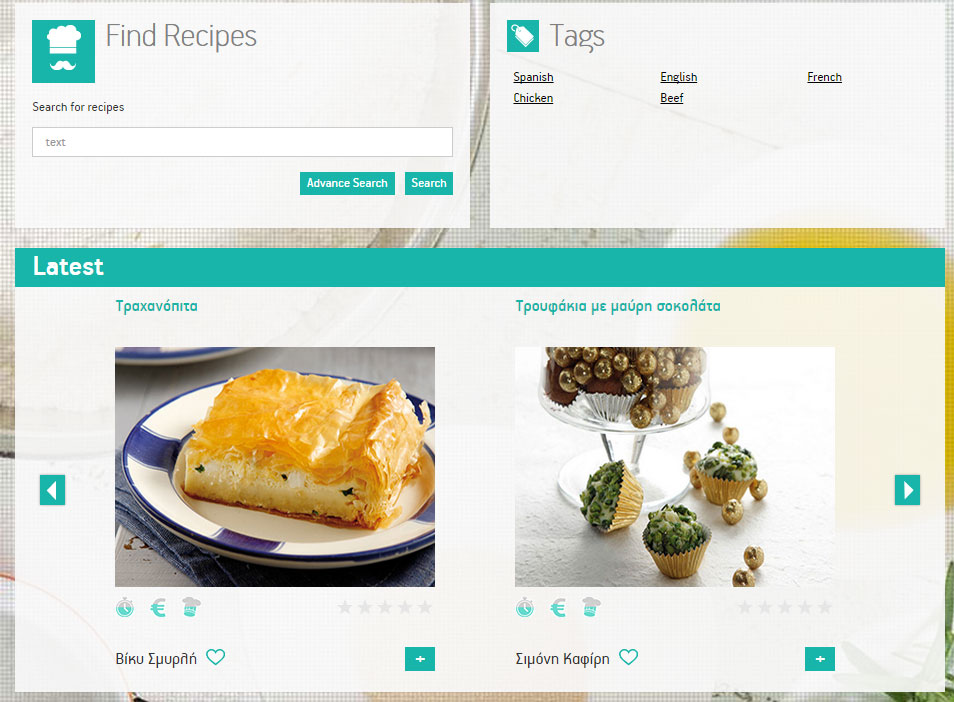 Find Recipes
Search for recipes
text
Advance Search
Search
Tags
Spanish English French
Chicken Beef
Latest
Τραχανόπιτα
Τρουφάκια με μαύρη σοκολάτα
Βίκυ Σμυρλή
+
Σιμόνη Καφίρη
+